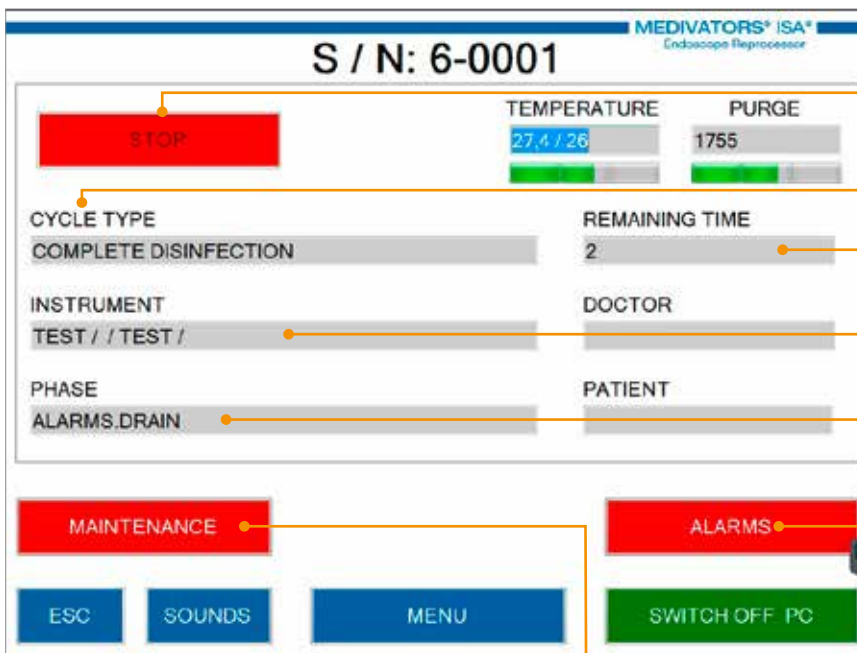 MEDIVATORS® ISA®
Endoscope Reprocessor
S / N: 6-0001
STOP
TEMPERATURE PURGE
27,4 / 26 1755
CYCLE TYPE REMAINING TIME
COMPLETE DISINFECTION 2
INSTRUMENT DOCTOR
TEST / / TEST /
PHASE PATIENT
ALARMS.DRAIN
MAINTENANCE ALARMS
ESC SOUNDS MENU SWITCH OFF PC